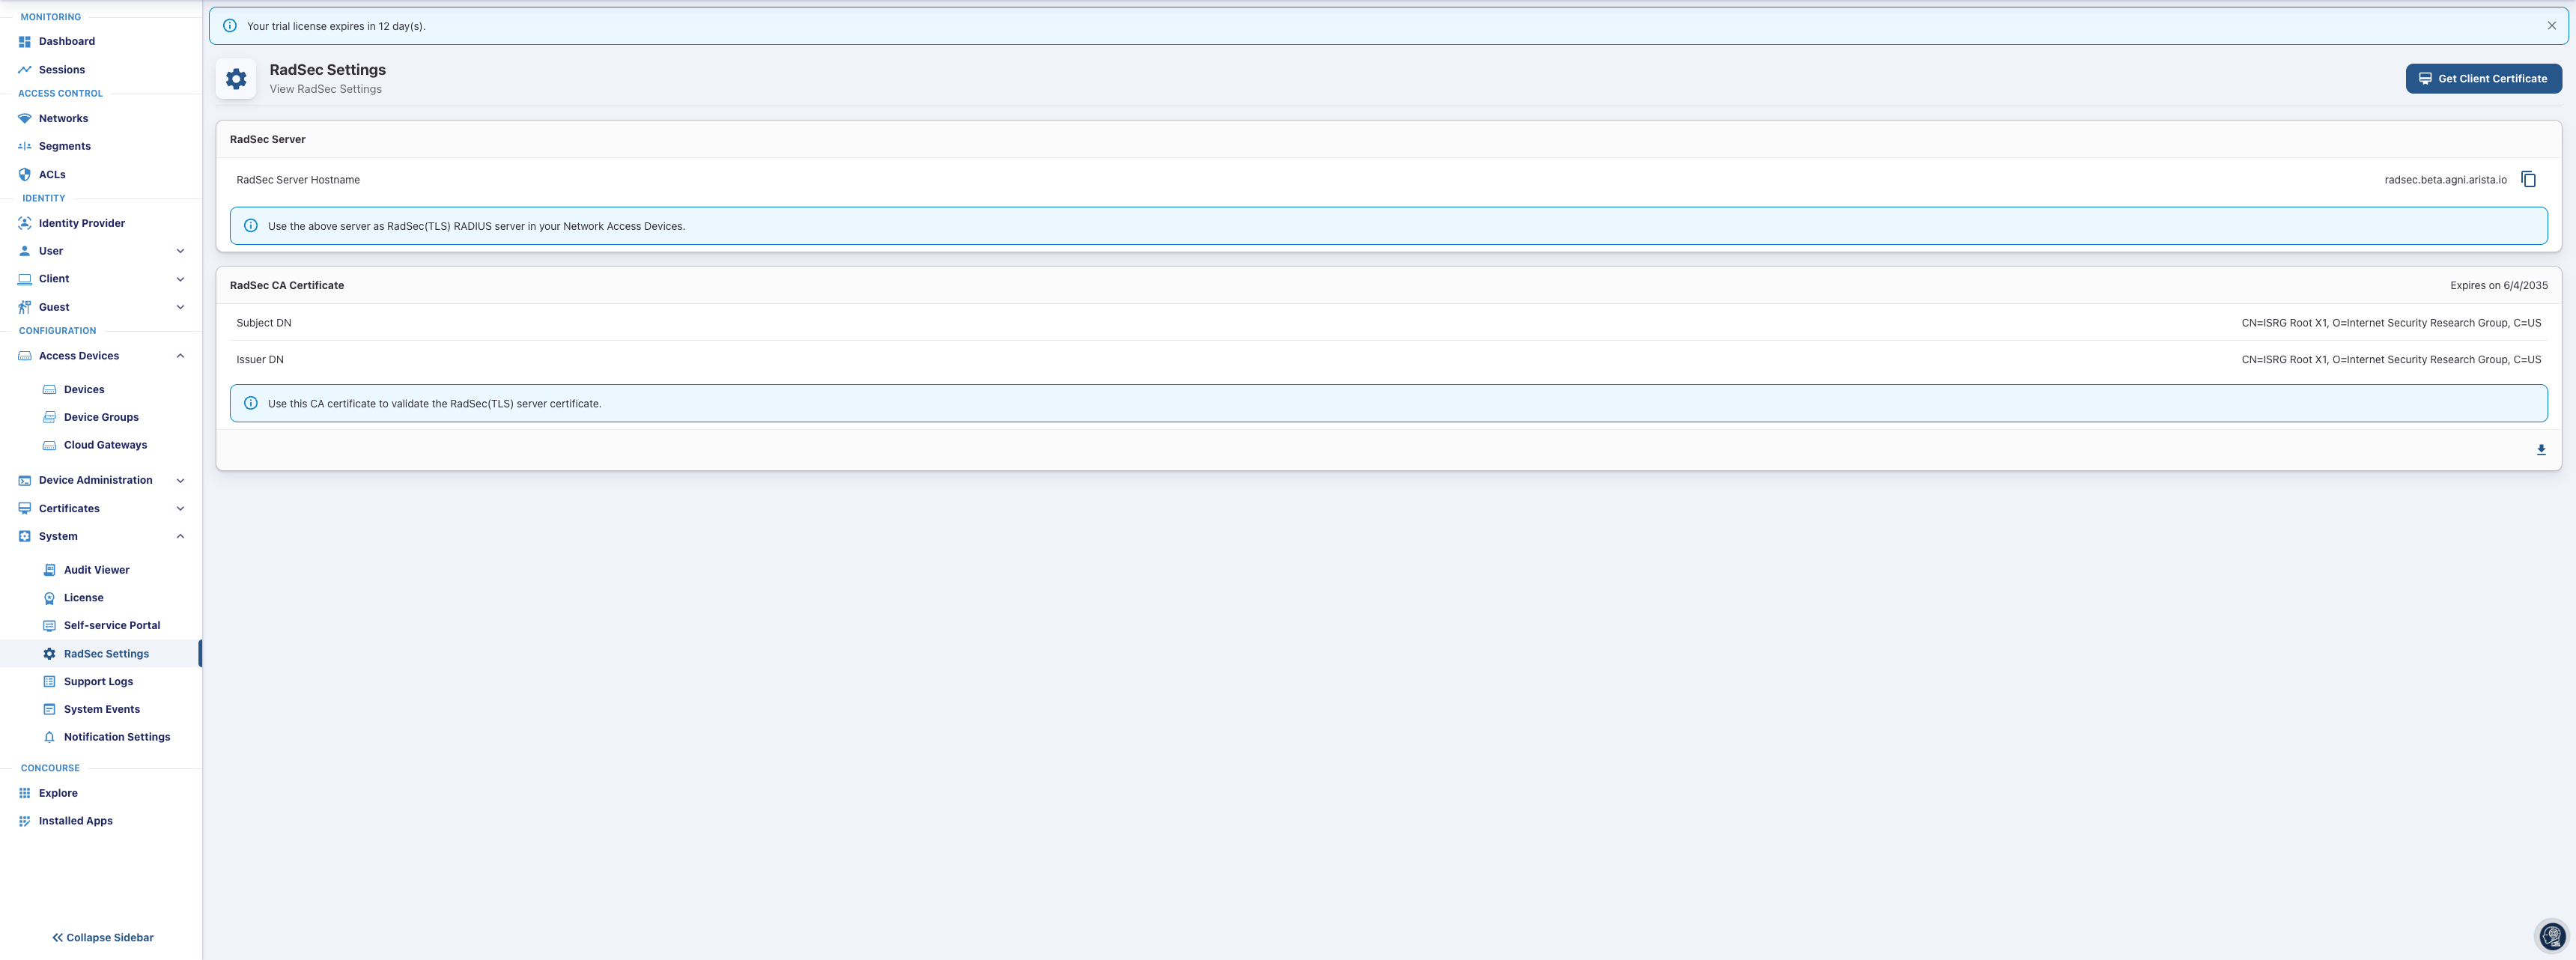 MONITORING
Dashboard
Sessions
ACCESS CONTROL
Networks
Segments
ACLs
IDENTITY
Identity Provider
User
Client
Guest
CONFIGURATION
Access Devices
Devices
Device Groups
Cloud Gateways
Device Administration
Certificates
System
Audit Viewer
License
Self-service Portal
RadSec Settings
Support Logs
System Events
Notification Settings
CONCOURSE
Explore
Installed Apps
Collapse Sidebar
Your trial license expires in 12 day(s).
RadSec Settings
View RadSec Settings
Get Client Certificate
RadSec Server
RadSec Server Hostname radsec.beta.agni.arista.io
Use the above server as RadSec(TLS) RADIUS server in your Network Access Devices.
RadSec CA Certificate Expires on 6/4/2035
Subject DN CN=ISRG Root X1, O=Internet Security Research Group, C=US
Issuer DN CN=ISRG Root X1, O=Internet Security Research Group, C=US
Use this CA certificate to validate the RadSec(TLS) server certificate.